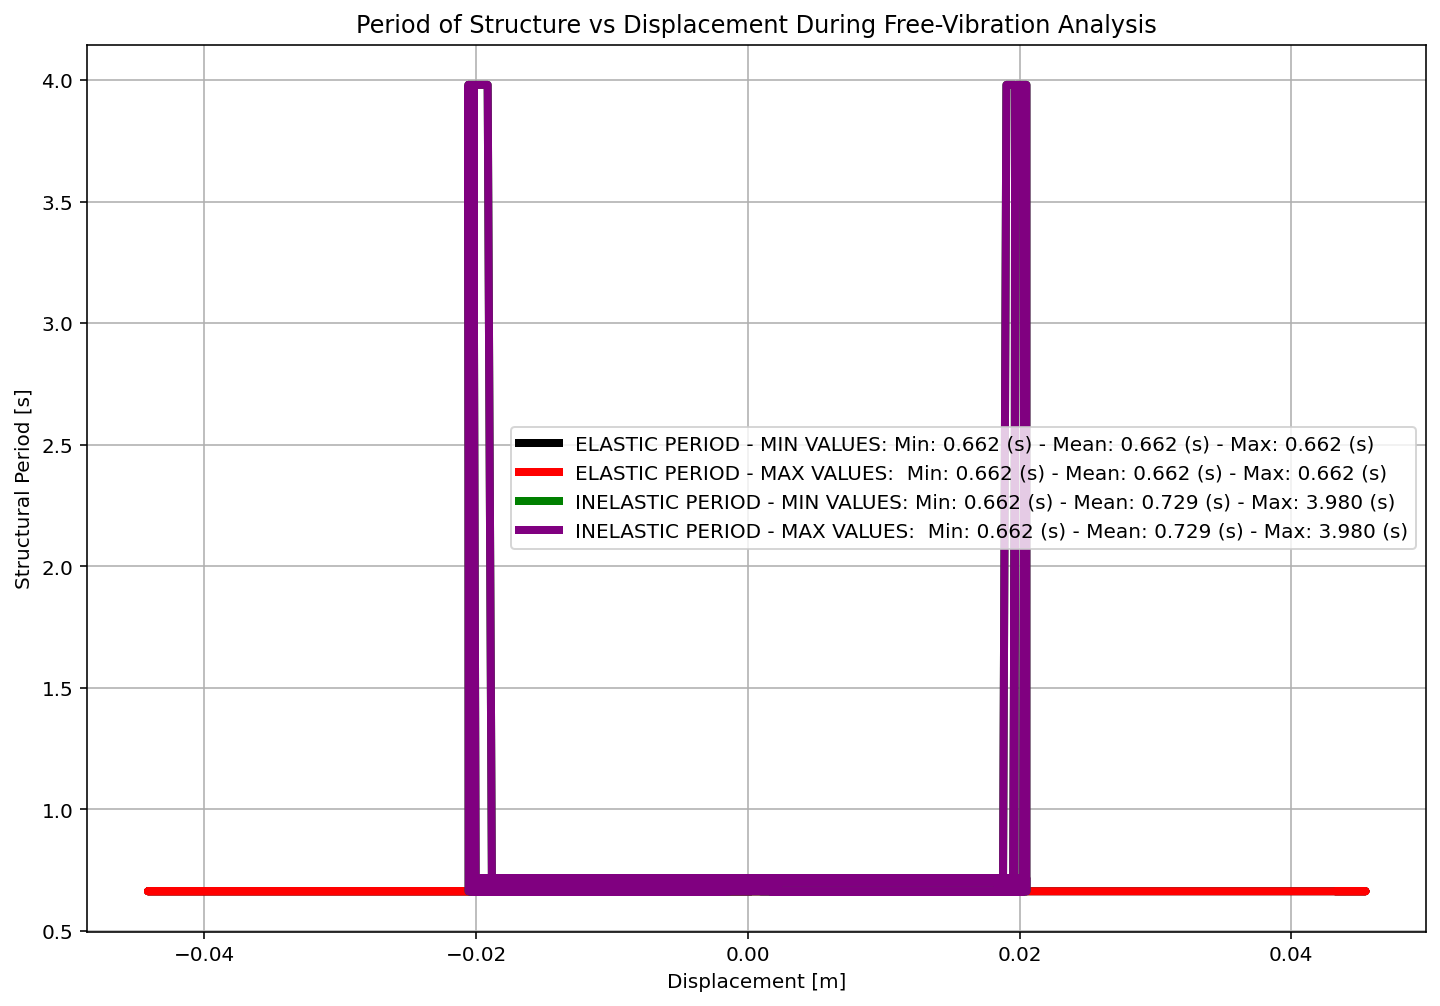 Period of Structure vs Displacement During Free-Vibration Analysis
4.0
3.5
3.0
2.5
2.0
1.5
1.0
0.5
Structural Period [s]
ELASTIC PERIOD - MIN VALUES: Min: 0.662 (s) - Mean: 0.662 (s) - Max: 0.662 (s)
ELASTIC PERIOD - MAX VALUES:  Min: 0.662 (s) - Mean: 0.662 (s) - Max: 0.662 (s)
INELASTIC PERIOD - MIN VALUES: Min: 0.662 (s) - Mean: 0.729 (s) - Max: 3.980 (s)
INELASTIC PERIOD - MAX VALUES:  Min: 0.662 (s) - Mean: 0.729 (s) - Max: 3.980 (s)
−0.04 −0.02 0.00 0.02 0.04
Displacement [m]